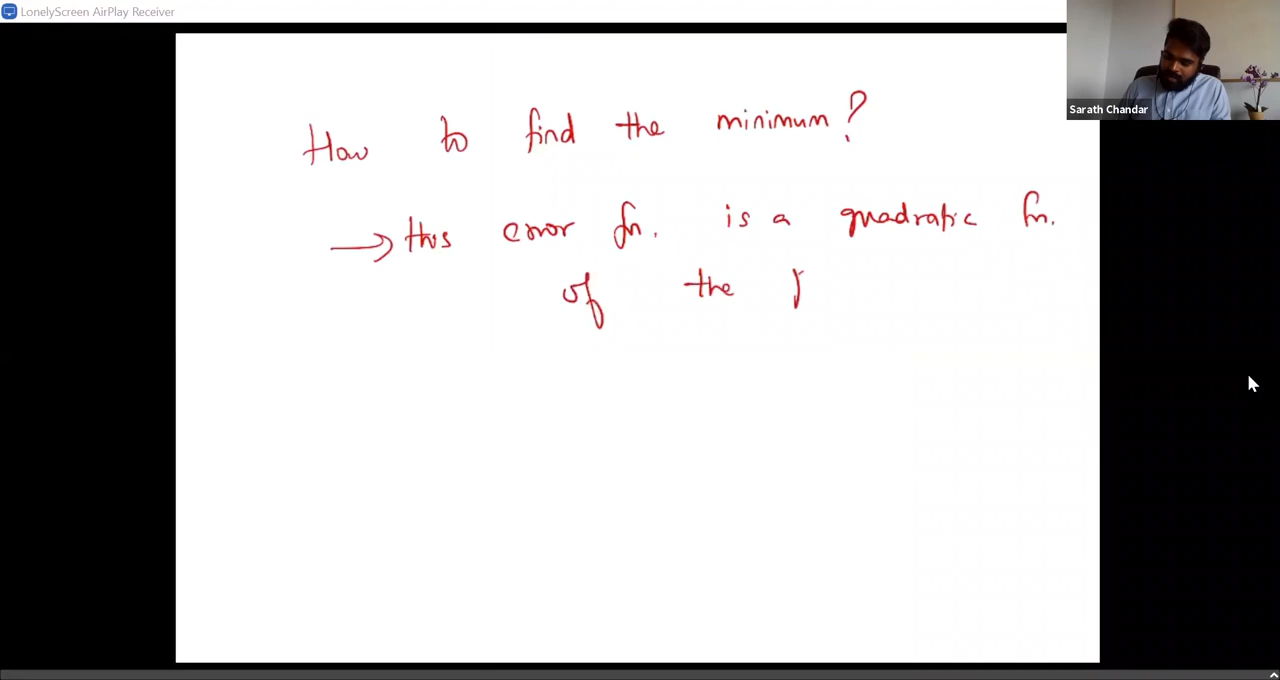 LonelyScreen AirPlay Receiver
Sarath Chandar
How to find the minimum?
→ this error fn. is a quadratic fn.
of the